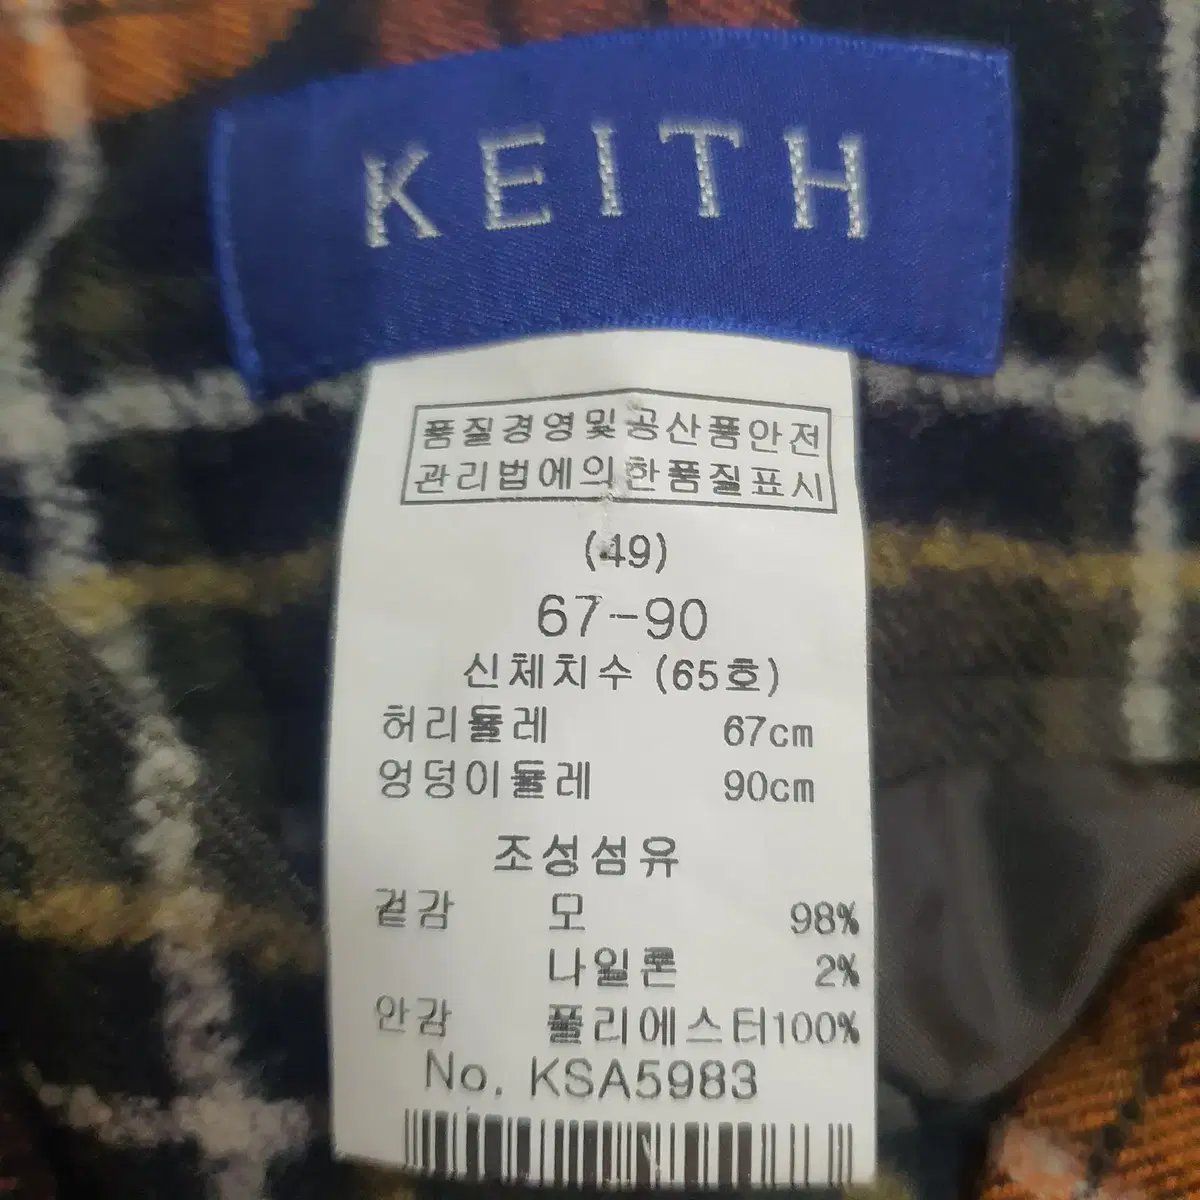 KEITH
품질경영및공산품안전
관리법에의한품질표시
(49)
67-90
신체치수 (65호)
허리둘레 67cm
엉덩이둘레 90cm
조성섬유
겉감 모 98%
나일론 2%
안감 폴리에스터100%
No. KSA5983